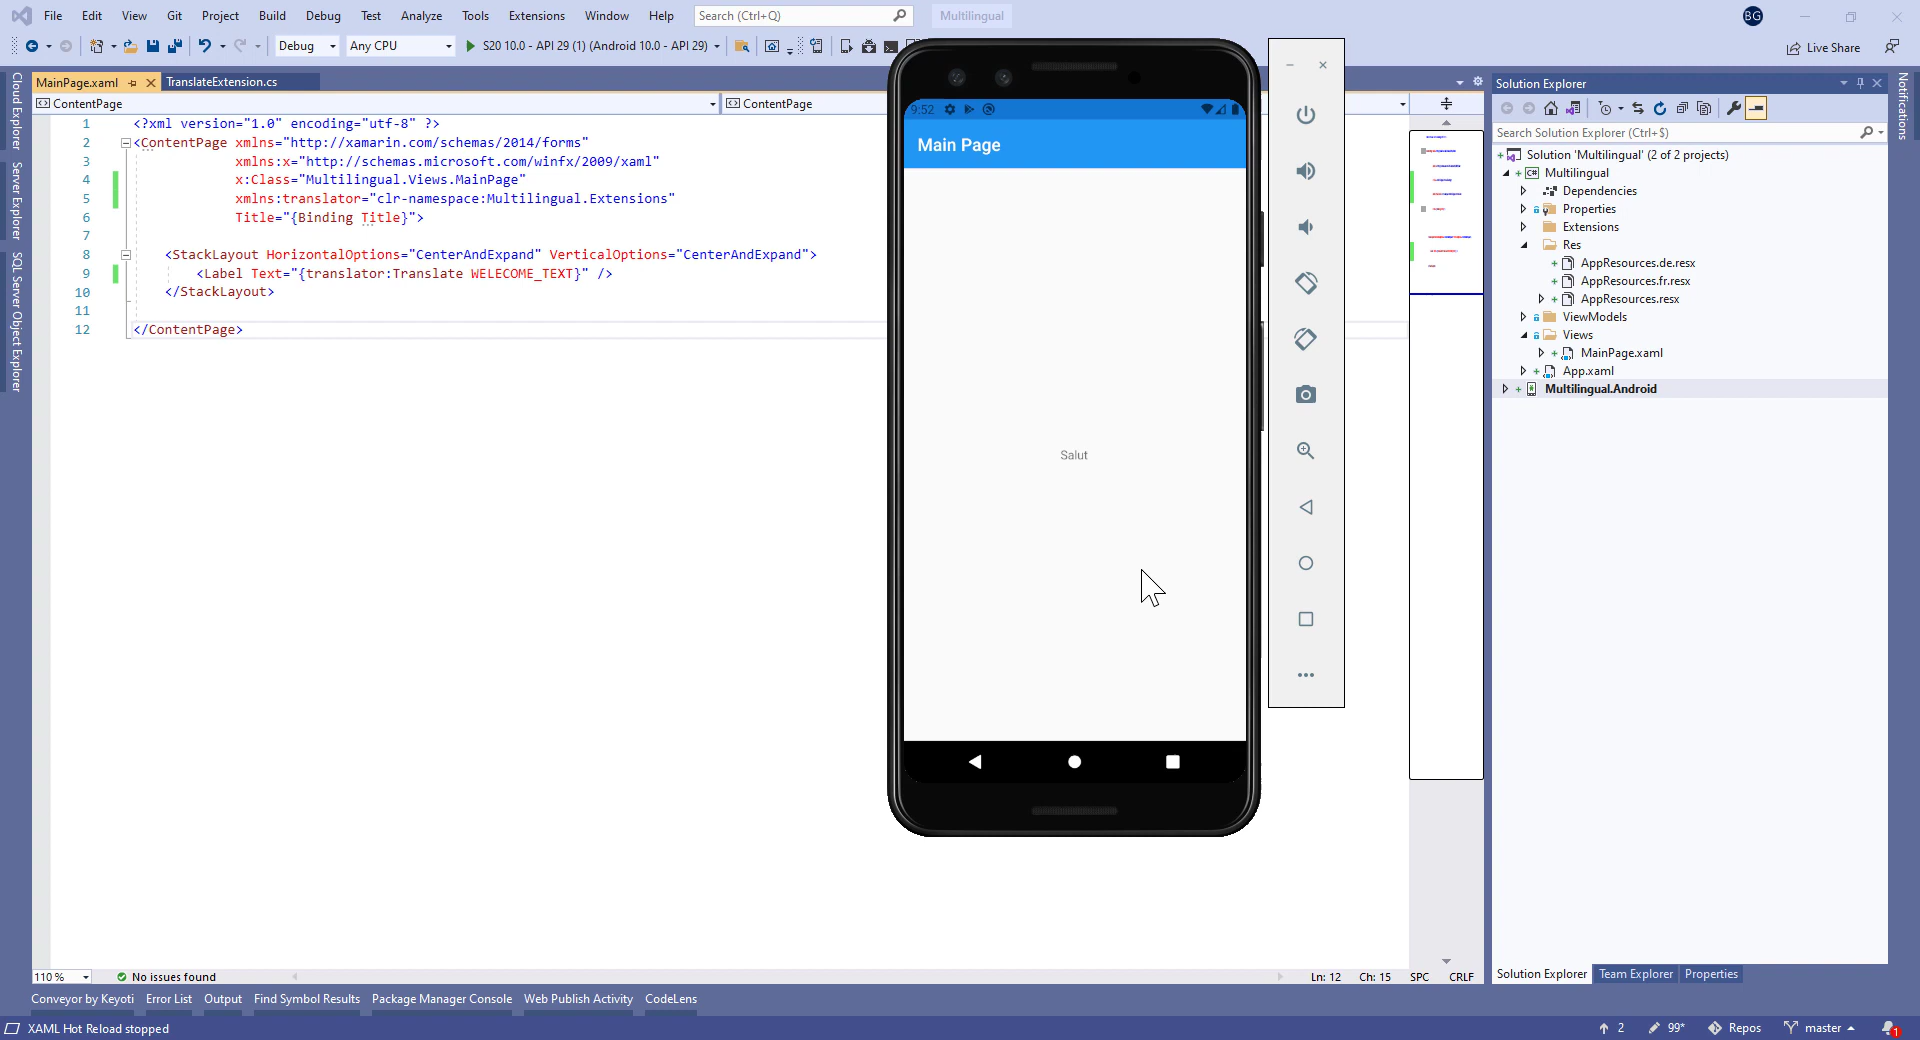 File Edit View Git Project Build Debug Test Analyze Tools Extensions Window Help Search (Ctrl+Q) Multilingual BG
Debug Any CPU S20 10.0 - API 29 (1) (Android 10.0 - API 29) Live Share
MainPage.xaml TranslateExtension.cs
ContentPage ContentPage
1 <?xml version="1.0" encoding="utf-8" ?>
2 <ContentPage xmlns="http://xamarin.com/schemas/2014/forms"
3 xmlns:x="http://schemas.microsoft.com/winfx/2009/xaml"
4 x:Class="Multilingual.Views.MainPage"
5 xmlns:translator="clr-namespace:Multilingual.Extensions"
6 Title="{Binding Title}">
7
8 <StackLayout HorizontalOptions="CenterAndExpand" VerticalOptions="CenterAndExpand">
9 <Label Text="{translator:Translate WELECOME_TEXT}" />
10 </StackLayout>
11
12 </ContentPage>
Cloud Explorer
Server Explorer
SQL Server Object Explorer
9:52
Main Page
Salut
Solution Explorer
Search Solution Explorer (Ctrl+$)
Solution 'Multilingual' (2 of 2 projects)
Multilingual
Dependencies
Properties
Extensions
Res
AppResources.de.resx
AppResources.fr.resx
AppResources.resx
ViewModels
Views
MainPage.xaml
App.xaml
Multilingual.Android
Notifications
110 % No issues found Ln: 12 Ch: 15 SPC CRLF
Solution Explorer Team Explorer Properties
Conveyor by Keyoti Error List Output Find Symbol Results Package Manager Console Web Publish Activity CodeLens
XAML Hot Reload stopped 2 99* Repos master 1